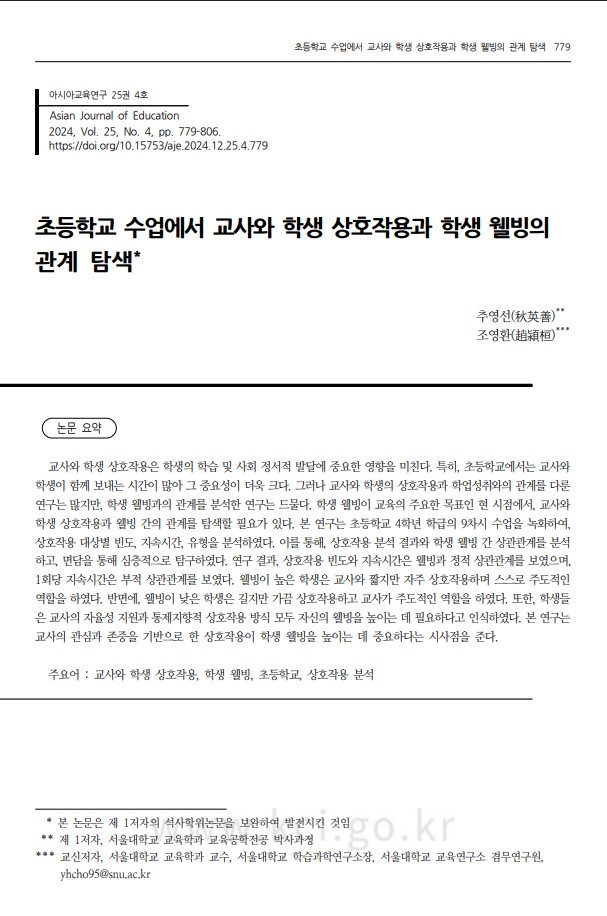 초등학교 수업에서 교사와 학생 상호작용과 학생 웰빙의 관계 탐색 779
아시아교육연구 25권 4호
Asian Journal of Education
2024, Vol. 25, No. 4, pp. 779-806.
https://doi.org/10.15753/aje.2024.12.25.4.779
초등학교 수업에서 교사와 학생 상호작용과 학생 웰빙의
관계 탐색*
추영선(秋英善)**
조영환(趙潁桓)***
논문 요약
교사와 학생 상호작용은 학생의 학습 및 사회 정서적 발달에 중요한 영향을 미친다. 특히, 초등학교에서는 교사와
학생이 함께 보내는 시간이 많아 그 중요성이 더욱 크다. 그러나 교사와 학생의 상호작용과 학업성취와의 관계를 다룬
연구는 많지만, 학생 웰빙과의 관계를 분석한 연구는 드물다. 학생 웰빙이 교육의 주요한 목표인 현 시점에서, 교사와
학생 상호작용과 웰빙 간의 관계를 탐색할 필요가 있다. 본 연구는 초등학교 4학년 학급의 9차시 수업을 녹화하여,
상호작용 대상별 빈도, 지속시간, 유형을 분석하였다. 이를 통해, 상호작용 분석 결과와 학생 웰빙 간 상관관계를 분석
하고, 면담을 통해 심층적으로 탐구하였다. 연구 결과, 상호작용 빈도와 지속시간은 웰빙과 정적 상관관계를 보였으며,
1회당 지속시간은 부적 상관관계를 보였다. 웰빙이 높은 학생은 교사와 짧지만 자주 상호작용하며 스스로 주도적인
역할을 하였다. 반면에, 웰빙이 낮은 학생은 길지만 가끔 상호작용하고 교사가 주도적인 역할을 하였다. 또한, 학생들
은 교사의 자율성 지원과 통제지향적 상호작용 방식 모두 자신의 웰빙을 높이는 데 필요하다고 인식하였다. 본 연구는
교사의 관심과 존중을 기반으로 한 상호작용이 학생 웰빙을 높이는 데 중요하다는 시사점을 준다.
주요어 : 교사와 학생 상호작용, 학생 웰빙, 초등학교, 상호작용 분석
* 본 논문은 제 1저자의 석사학위논문을 보완하여 발전시킨 것임
** 제 1저자, 서울대학교 교육학과 교육공학전공 박사과정
*** 교신저자, 서울대학교 교육학과 교수, 서울대학교 학습과학연구소장, 서울대학교 교육연구소 겸무연구원,
yhcho95@snu.ac.kr
www.kci.go.kr